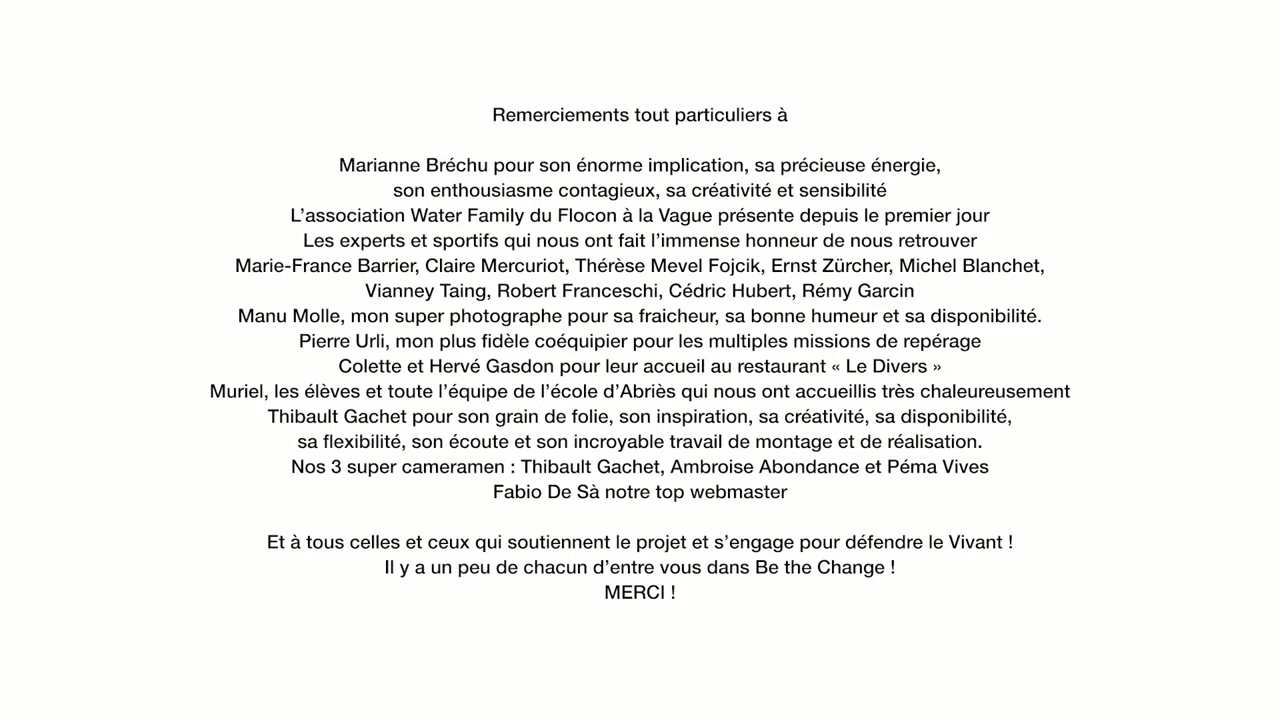 Remerciements tout particuliers à
Marianne Bréchu pour son énorme implication, sa précieuse énergie,
son enthousiasme contagieux, sa créativité et sensibilité
L’association Water Family du Flocon à la Vague présente depuis le premier jour
Les experts et sportifs qui nous ont fait l’immense honneur de nous retrouver
Marie-France Barrier, Claire Mercuriot, Thérèse Mevel Fojcik, Ernst Zürcher, Michel Blanchet,
Vianney Taing, Robert Franceschi, Cédric Hubert, Rémy Garcin
Manu Molle, mon super photographe pour sa fraicheur, sa bonne humeur et sa disponibilité.
Pierre Urli, mon plus fidèle coéquipier pour les multiples missions de repérage
Colette et Hervé Gasdon pour leur accueil au restaurant « Le Divers »
Muriel, les élèves et toute l’équipe de l’école d’Abriès qui nous ont accueillis très chaleureusement
Thibault Gachet pour son grain de folie, son inspiration, sa créativité, sa disponibilité,
sa flexibilité, son écoute et son incroyable travail de montage et de réalisation.
Nos 3 super cameramen : Thibault Gachet, Ambroise Abondance et Péma Vives
Fabio De Sà notre top webmaster
Et à tous celles et ceux qui soutiennent le projet et s’engage pour défendre le Vivant !
Il y a un peu de chacun d’entre vous dans Be the Change !
MERCI !